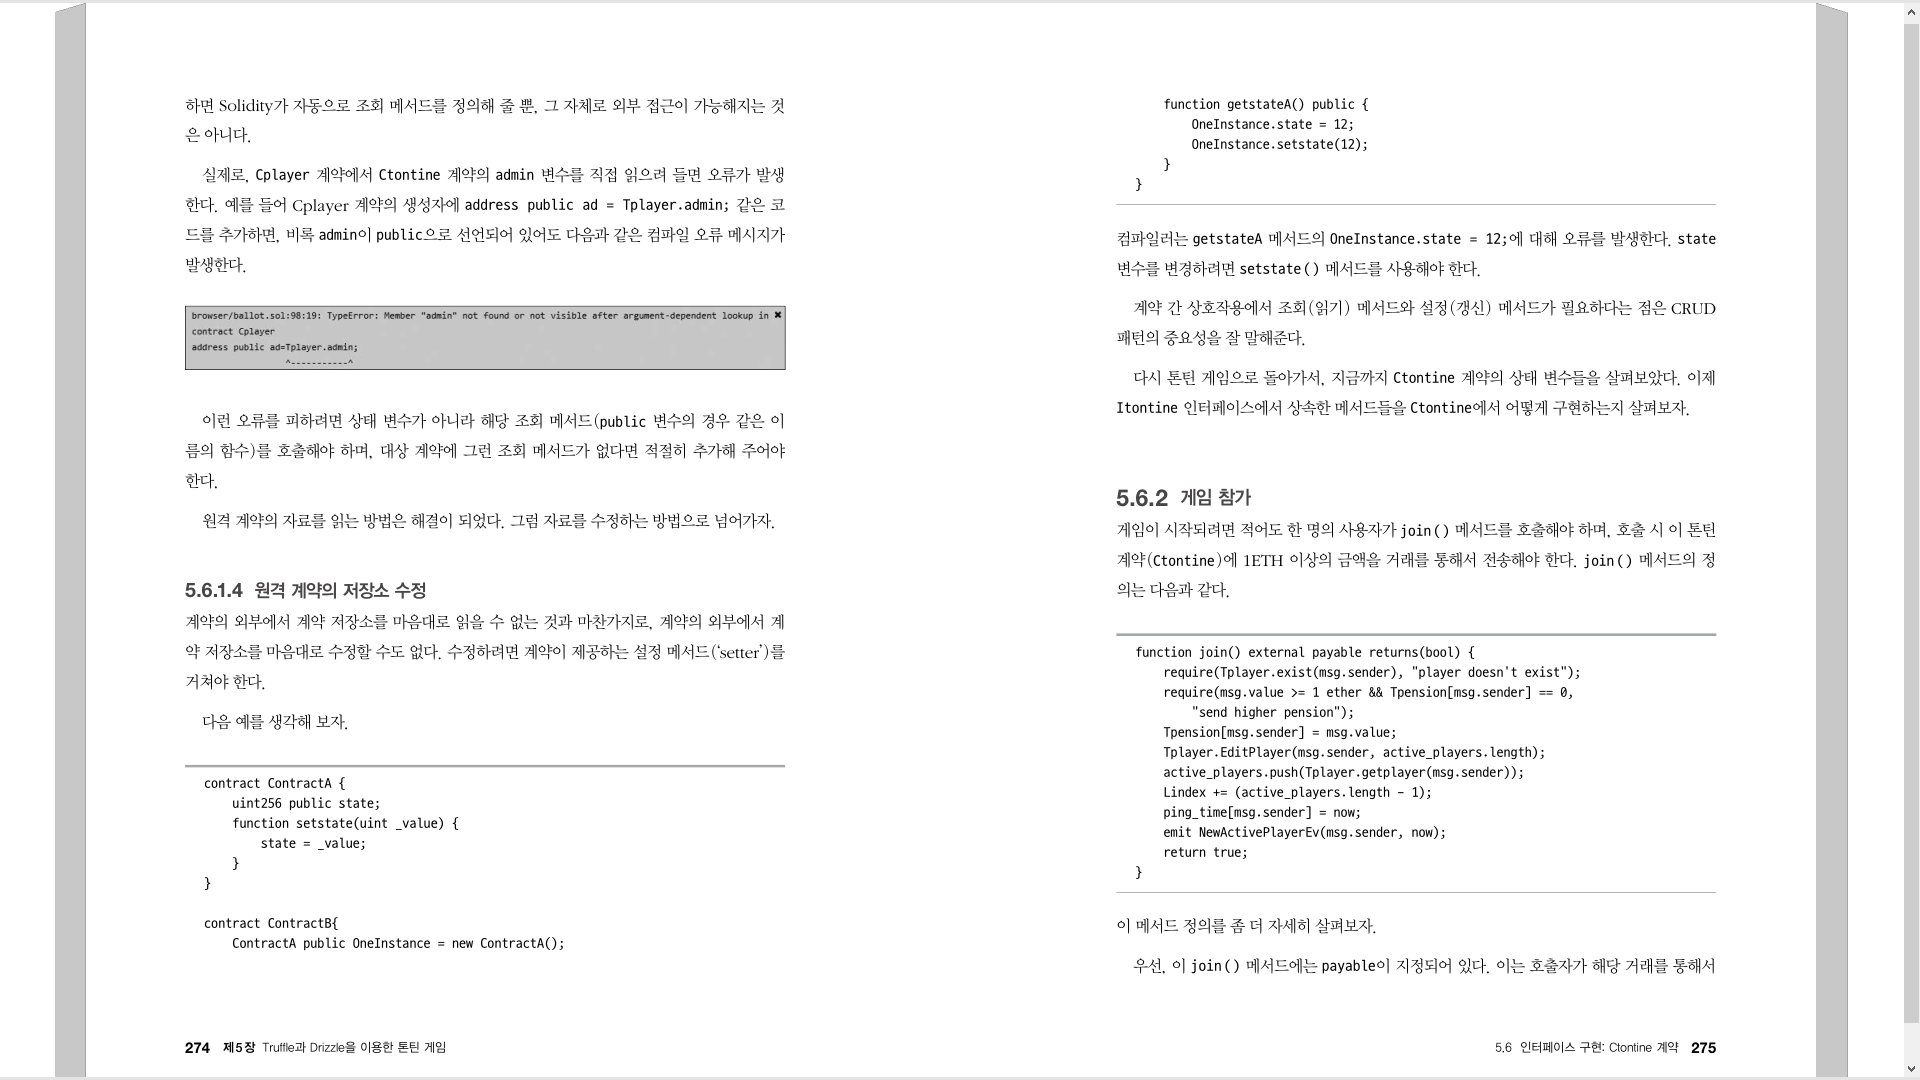 하면 Solidity가 자동으로 조회 메서드를 정의해 줄 뿐, 그 자체로 외부 접근이 가능해지는 것
은 아니다.
실제로, Cplayer 계약에서 Ctontine 계약의 admin 변수를 직접 읽으려 들면 오류가 발생
한다. 예를 들어 Cplayer 계약의 생성자에 address public ad = Tplayer.admin; 같은 코
드를 추가하면, 비록 admin이 public으로 선언되어 있어도 다음과 같은 컴파일 오류 메시지가
발생한다.
browser/ballot.sol:98:19: TypeError: Member "admin" not found or not visible after argument-dependent lookup in ✖
contract Cplayer
address public ad=Tplayer.admin;
^-----------^
이런 오류를 피하려면 상태 변수가 아니라 해당 조회 메서드(public 변수의 경우 같은 이
름의 함수)를 호출해야 하며, 대상 계약에 그런 조회 메서드가 없다면 적절히 추가해 주어야
한다.
원격 계약의 자료를 읽는 방법은 해결이 되었다. 그럼 자료를 수정하는 방법으로 넘어가자.
5.6.1.4 원격 계약의 저장소 수정
계약의 외부에서 계약 저장소를 마음대로 읽을 수 없는 것과 마찬가지로, 계약의 외부에서 계
약 저장소를 마음대로 수정할 수도 없다. 수정하려면 계약이 제공하는 설정 메서드('setter')를
거쳐야 한다.
다음 예를 생각해 보자.
contract ContractA {
uint256 public state;
function setstate(uint _value) {
state = _value;
}
}
contract ContractB{
ContractA public OneInstance = new ContractA();
274 제5장 Truffle과 Drizzle을 이용한 톤틴 게임
function getstateA() public {
OneInstance.state = 12;
OneInstance.setstate(12);
}
}
컴파일러는 getstateA 메서드의 OneInstance.state = 12;에 대해 오류를 발생한다. state
변수를 변경하려면 setstate() 메서드를 사용해야 한다.
계약 간 상호작용에서 조회(읽기) 메서드와 설정(갱신) 메서드가 필요하다는 점은 CRUD
패턴의 중요성을 잘 말해준다.
다시 톤틴 게임으로 돌아가서, 지금까지 Ctontine 계약의 상태 변수들을 살펴보았다. 이제
Itontine 인터페이스에서 상속한 메서드들을 Ctontine에서 어떻게 구현하는지 살펴보자.
5.6.2 게임 참가
게임이 시작되려면 적어도 한 명의 사용자가 join() 메서드를 호출해야 하며, 호출 시 이 톤틴
계약(Ctontine)에 1ETH 이상의 금액을 거래를 통해서 전송해야 한다. join() 메서드의 정
의는 다음과 같다.
function join() external payable returns(bool) {
require(Tplayer.exist(msg.sender), "player doesn't exist");
require(msg.value >= 1 ether && Tpension[msg.sender] == 0,
"send higher pension");
Tpension[msg.sender] = msg.value;
Tplayer.EditPlayer(msg.sender, active_players.length);
active_players.push(Tplayer.getplayer(msg.sender));
Lindex += (active_players.length - 1);
ping_time[msg.sender] = now;
emit NewActivePlayerEv(msg.sender, now);
return true;
}
이 메서드 정의를 좀 더 자세히 살펴보자.
우선, 이 join() 메서드에는 payable이 지정되어 있다. 이는 호출자가 해당 거래를 통해서
5.6 인터페이스 구현: Ctontine 계약 275